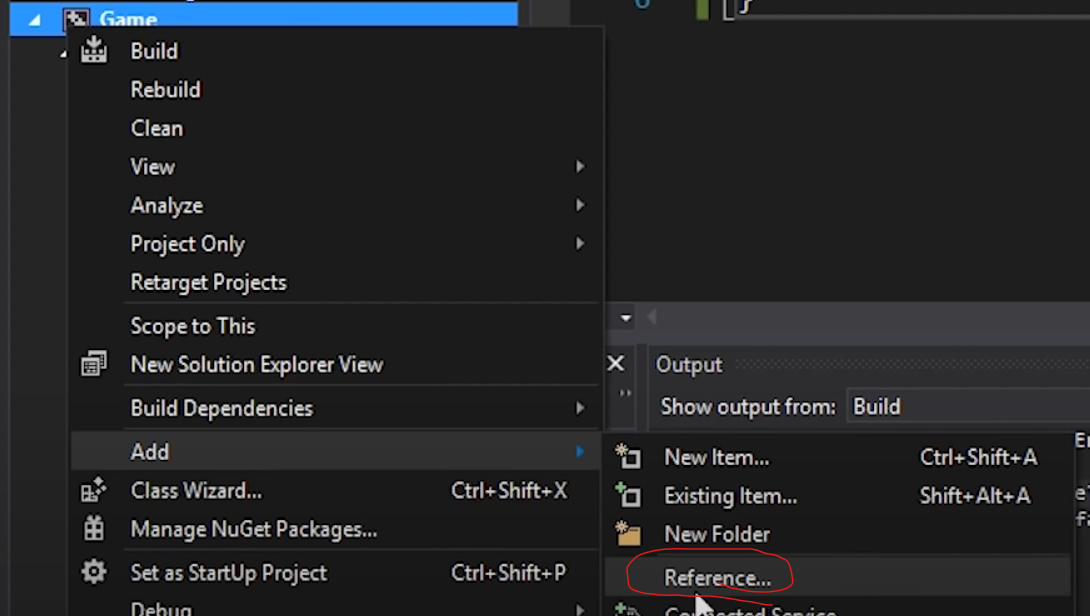 Game
Build
Rebuild
Clean
View
Analyze
Project Only
Retarget Projects
Scope to This
New Solution Explorer View
Output
Build Dependencies
Show output from: Build
Add
New Item... Ctrl+Shift+A
Class Wizard... Ctrl+Shift+X
Existing Item... Shift+Alt+A
Manage NuGet Packages...
New Folder
Set as StartUp Project Ctrl+Shift+P
Reference...
Debug
Connected Service